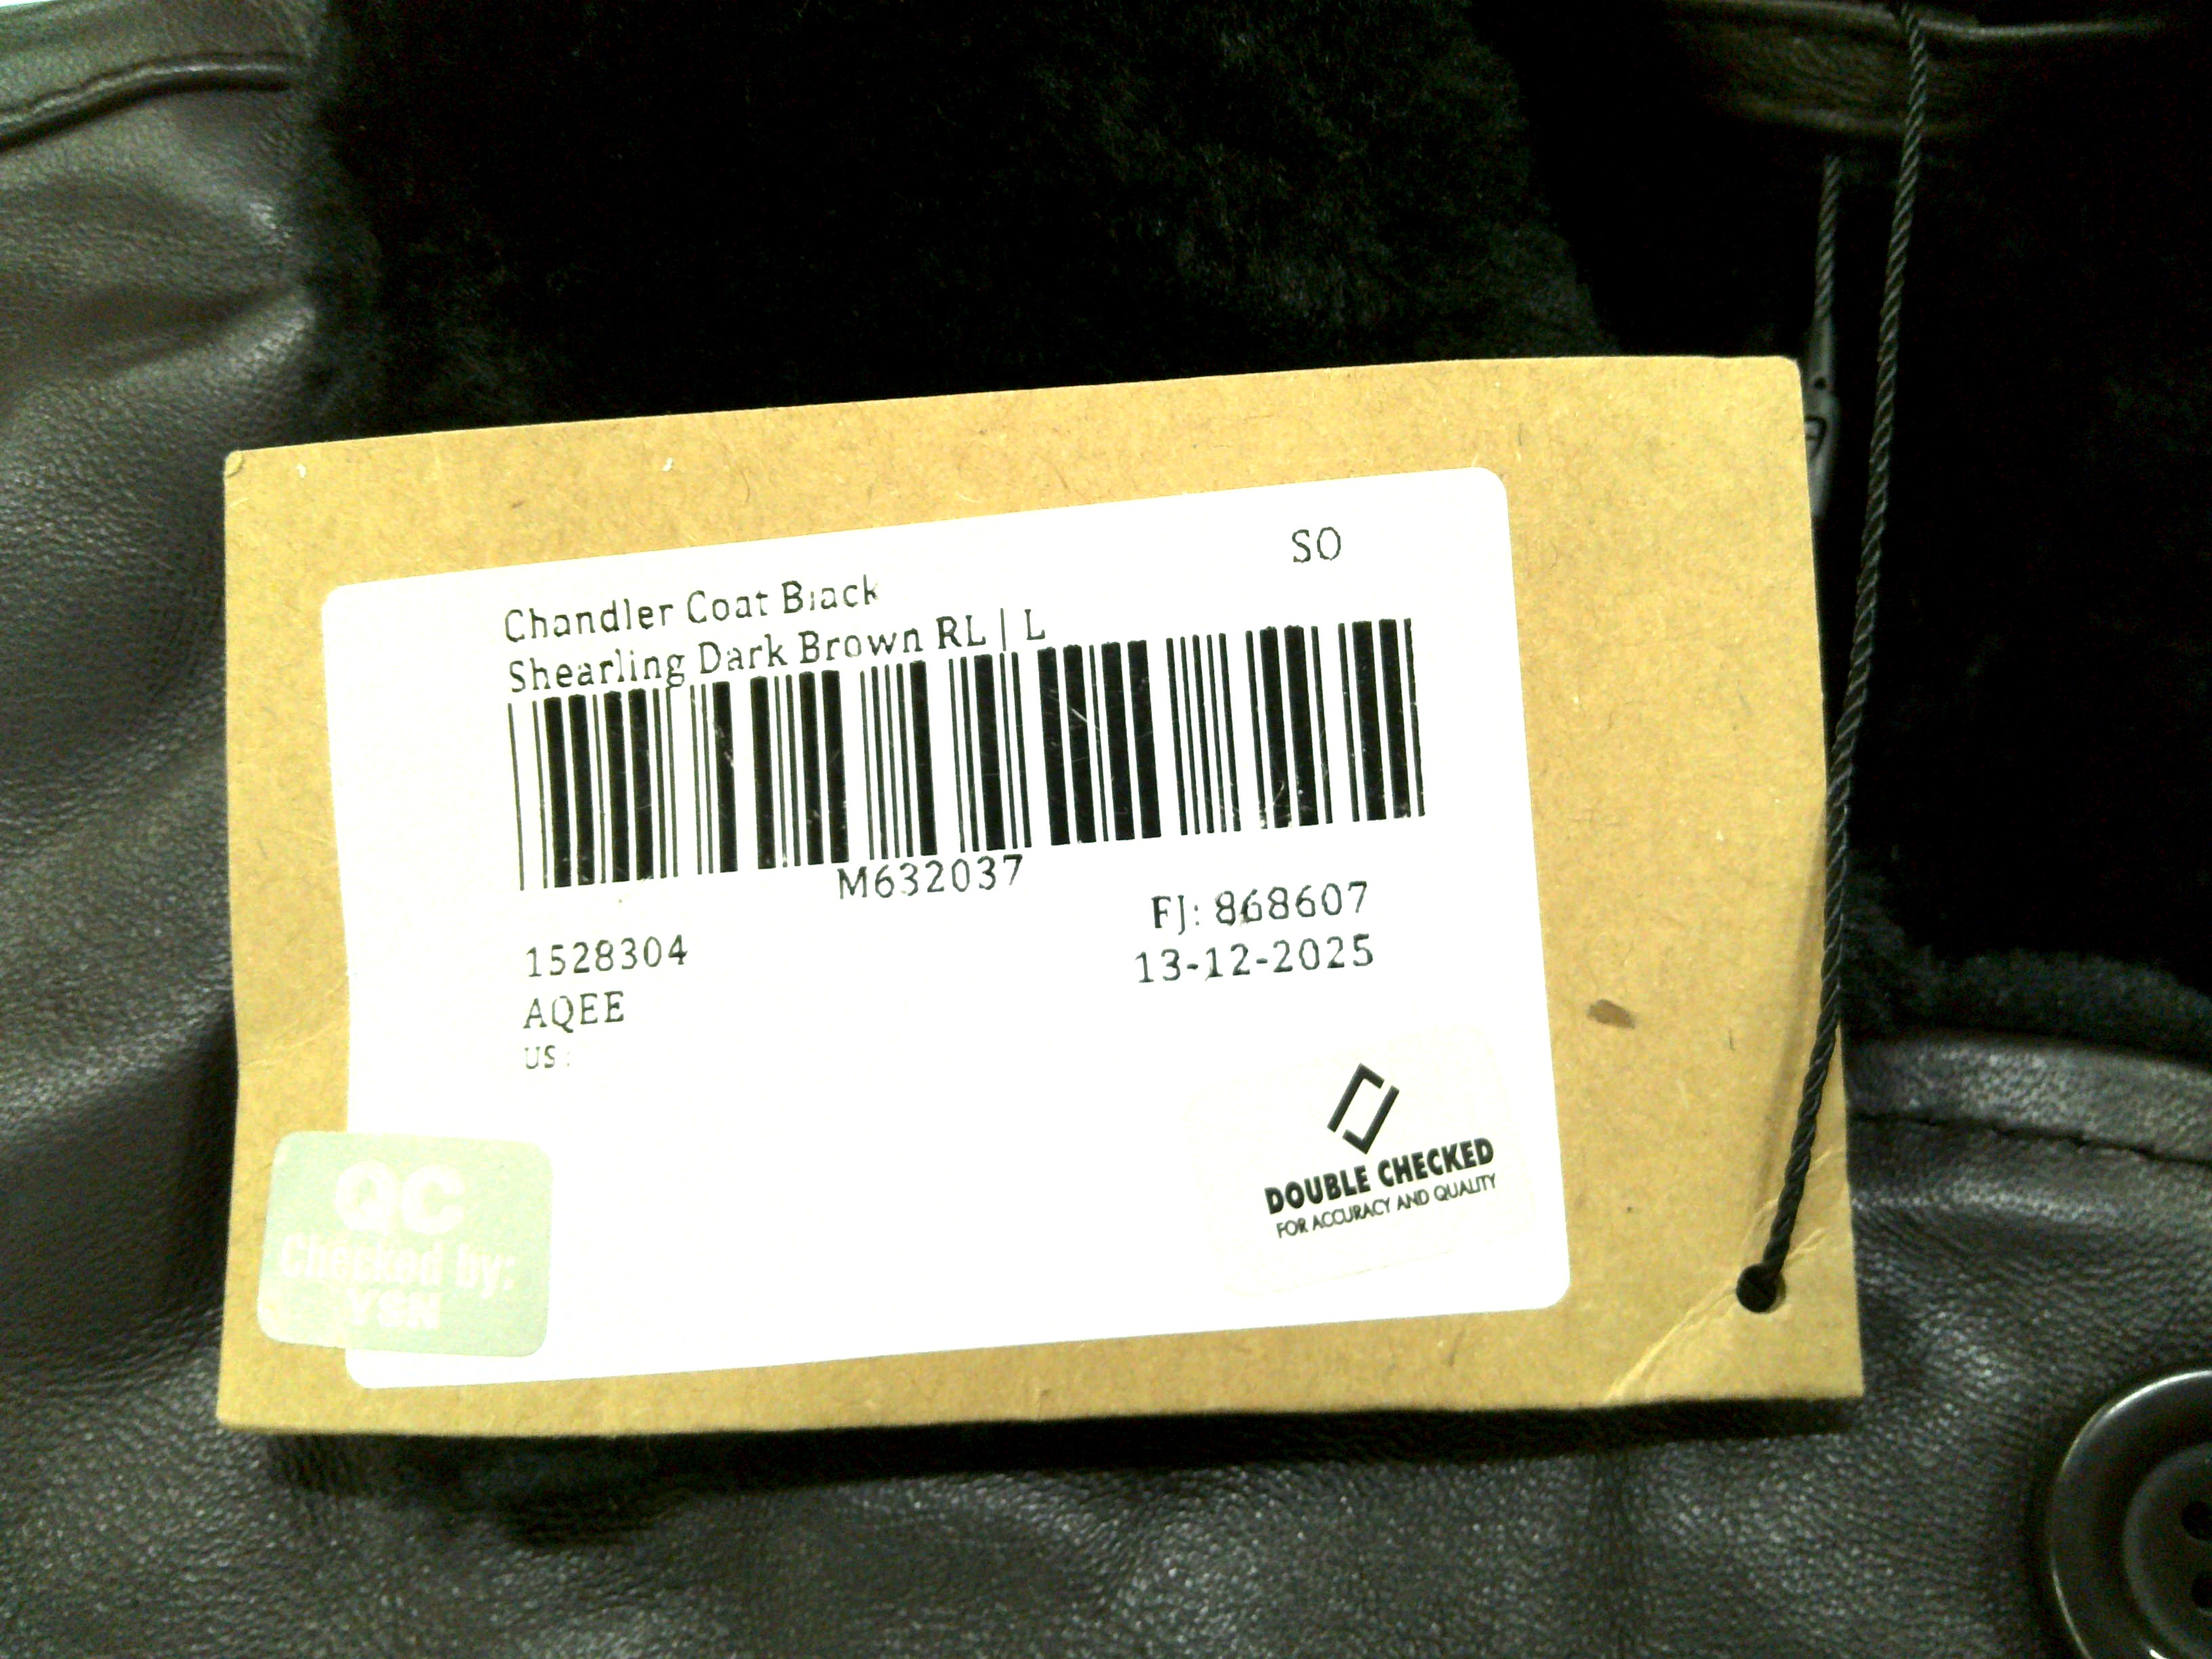 SO
Chandler Coat Black
Shearling Dark Brown RL | L
M632037
FJ: 868607
1528304
13-12-2025
AQEE
US:
DOUBLE CHECKED
FOR ACCURACY AND QUALITY
QC
Checked by:
YSN